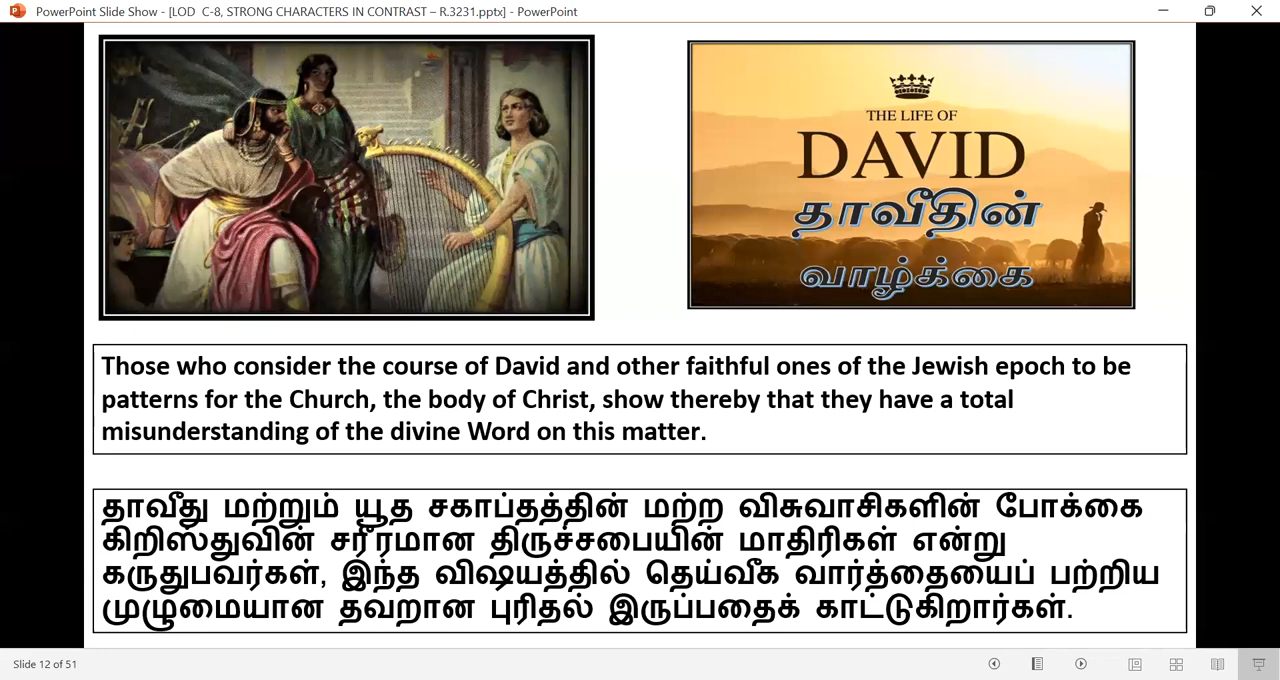 PowerPoint Slide Show - [LOD  C-8, STRONG CHARACTERS IN CONTRAST – R.3231.pptx] - PowerPoint
THE LIFE OF
DAVID
தாவீதின்
வாழ்க்கை
Those who consider the course of David and other faithful ones of the Jewish epoch to be
patterns for the Church, the body of Christ, show thereby that they have a total
misunderstanding of the divine Word on this matter.
தாவீது மற்றும் யூத சகாப்தத்தின் மற்ற விசுவாசிகளின் போக்கை
கிறிஸ்துவின் சரீரமான திருச்சபையின் மாதிரிகள் என்று
கருதுபவர்கள், இந்த விஷயத்தில் தெய்வீக வார்த்தையைப் பற்றிய
முழுமையான தவறான புரிதல் இருப்பதைக் காட்டுகிறார்கள்.
Slide 12 of 51